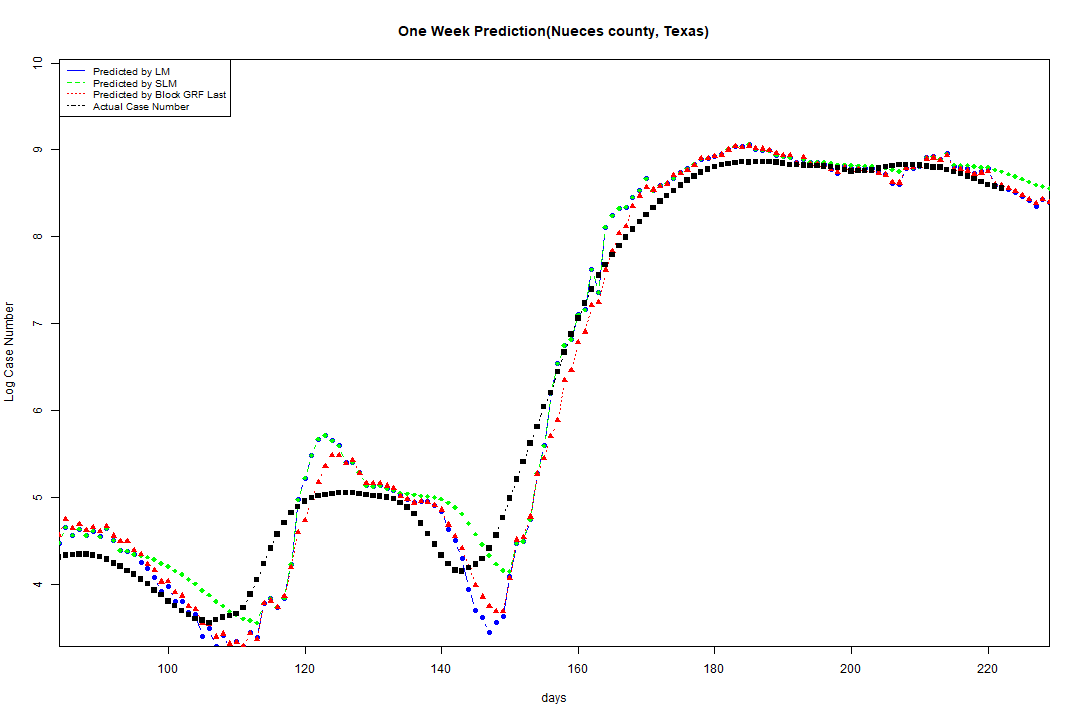 One Week Prediction(Nueces county, Texas)
Predicted by LM
Predicted by SLM
Predicted by Block GRF Last
Actual Case Number
Log Case Number
10
9
8
7
6
5
4
100 120 140 160 180 200 220
days